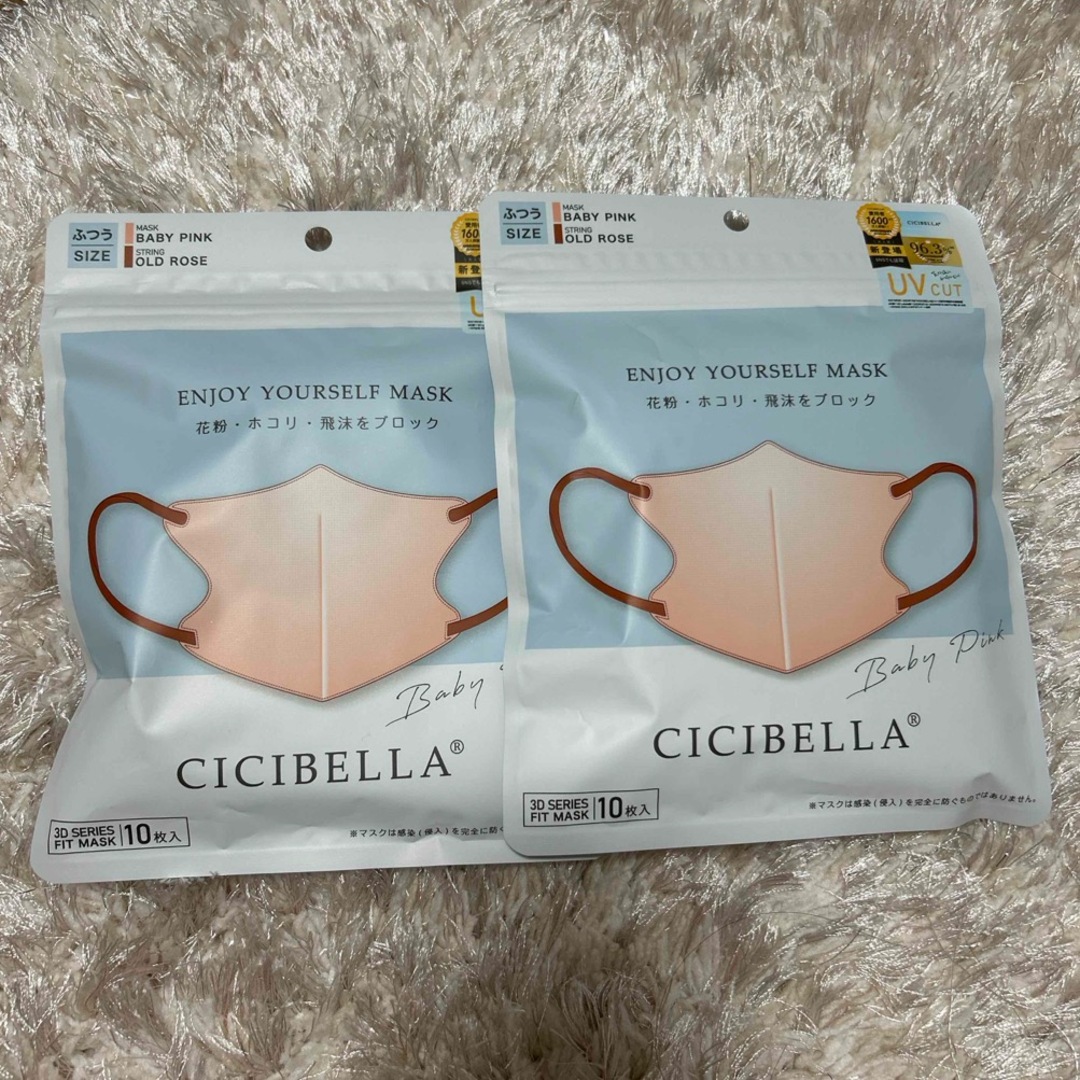 ふつう
SIZE
MASK
BABY PINK
STRING
OLD ROSE
160
新登
U
ENJOY YOURSELF MASK
花粉・ホコリ・飛沫をブロック
Baby
CICIBELLA®
3D SERIES
FIT MASK
10枚入
※マスクは感染(侵入)を完全に防ぐ
ふつう
SIZE
MASK
BABY PINK
STRING
OLD ROSE
1600
新登場
CICIBELLA
96.3%
UV CUT
ENJOY YOURSELF MASK
花粉・ホコリ・飛沫をブロック
Baby Pink
CICIBELLA®
3D SERIES
FIT MASK
10枚入
※マスクは感染(侵入)を完全に防ぐものではありません。